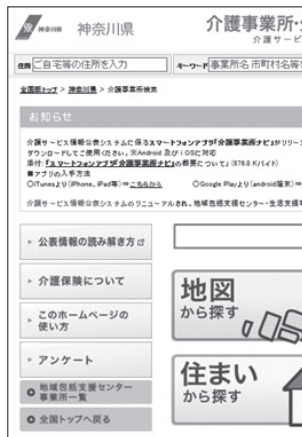 神奈川県
神奈川県
介護事業所・
介護サービ
住所 ご自宅等の住所を入力
キーワード 事業所名 市町村名等
全国版トップ > 神奈川県 > 介護事業所検索
お知らせ
介護サービス情報公表システムに係るスマートフォンアプリ「介護事業所ナビ」がリリース
ダウンロードしてご使用ください。※Android 及び iOSに対応
添付:「スマートフォンアプリ「介護事業所ナビ」の概要について」(876.8 Kバイト)
■アプリの入手方法
○iTunesより(iPhone、iPad等)⇒こちらから ○Google Playより(android端末)⇒
介護サービス情報公表システムのリニューアルされ、地域包括支援センター・生活支援
公表情報の読み解き方
介護保険について
このホームページの
使い方
アンケート
地域包括支援センター
事業所一覧
全国トップへ戻る
地図
から探す
住まい
から探す